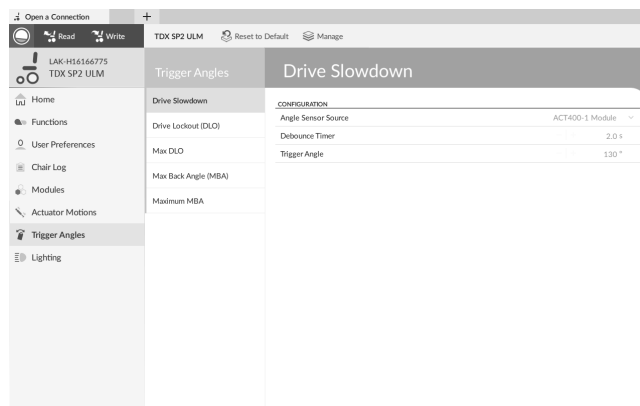 Open a Connection
+
Read Write TDX SP2 ULM Reset to Default Manage
LAK-H16166775
TDX SP2 ULM
Trigger Angles
Drive Slowdown
Home
Functions
User Preferences
Chair Log
Modules
Actuator Motions
Trigger Angles
Lighting
Drive Slowdown
Drive Lockout (DLO)
Max DLO
Max Back Angle (MBA)
Maximum MBA
CONFIGURATION
Angle Sensor Source ACT400-1 Module
Debounce Timer 2.0 s
Trigger Angle 130 °